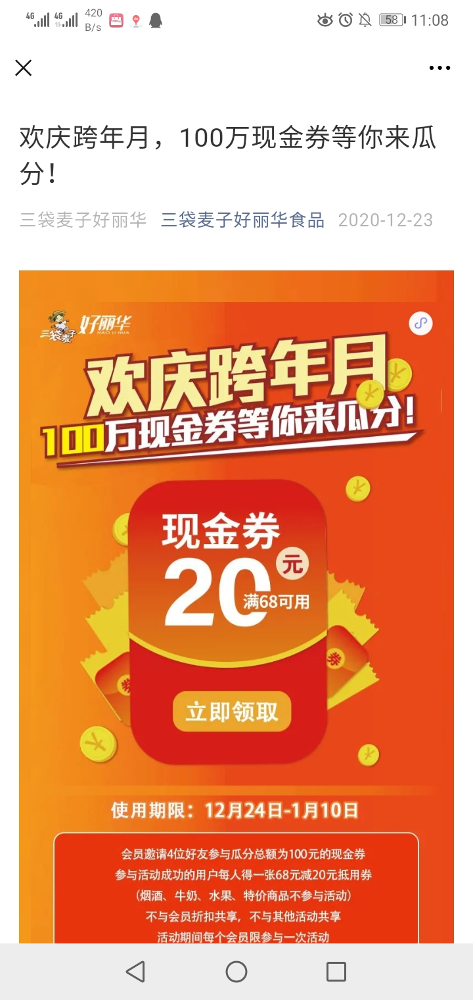 4G 4G 420 B/s 58 11:08
欢庆跨年月，100万现金券等你来瓜
分！
三袋麦子好丽华 三袋麦子好丽华食品 2020-12-23
三袋麦子 好丽华
HAO LI HUA
欢庆跨年月
100万现金券等你来瓜分！
现金券
20元
满68可用
券 券
立即领取
使用期限：12月24日-1月10日
会员邀请4位好友参与瓜分总额为100元的现金券
参与活动成功的用户每人得一张68元减20元抵用券
（烟酒、牛奶、水果、特价商品不参与活动）
不与会员折扣共享，不与其他活动共享
活动期间每个会员限参与一次活动